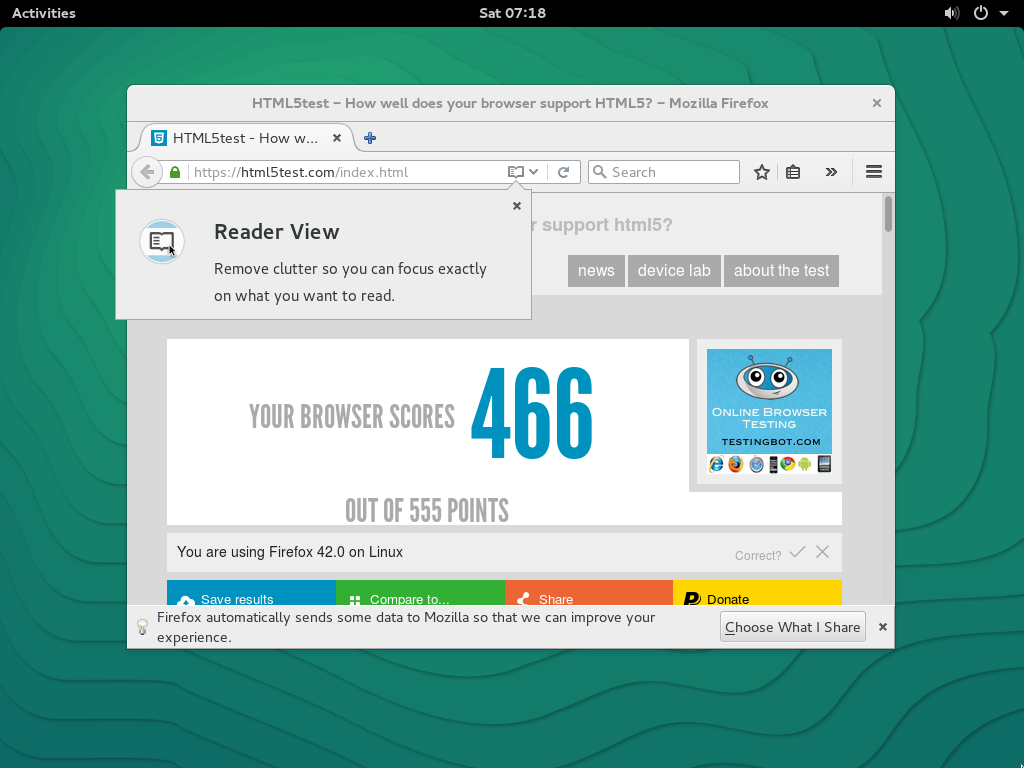 Activities
Sat 07:18
HTML5test – How well does your browser support HTML5? – Mozilla Firefox
HTML5test - How w...
https://html5test.com/index.html
Search
Reader View
Remove clutter so you can focus exactly
on what you want to read.
r support html5?
news
device lab
about the test
YOUR BROWSER SCORES
466
OUT OF 555 POINTS
ONLINE BROWSER
TESTING
TESTINGBOT.COM
You are using Firefox 42.0 on Linux
Correct?
Save results
Compare to...
Share
Donate
Firefox automatically sends some data to Mozilla so that we can improve your
experience.
Choose What I Share